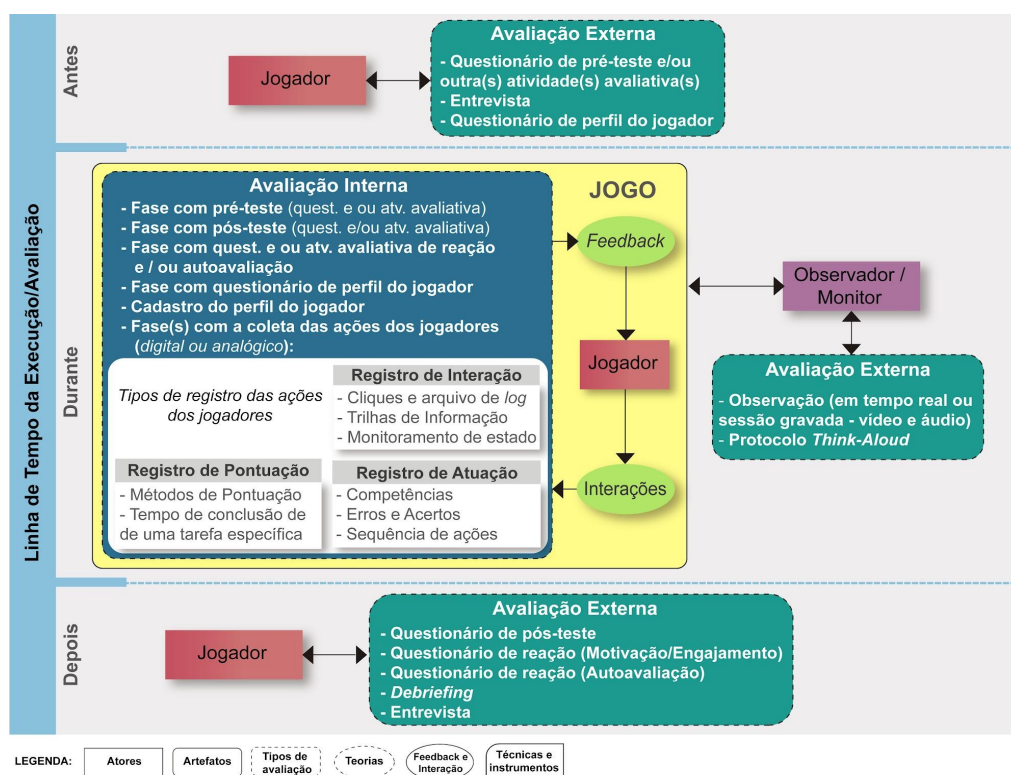 Linha de Tempo da Execução/Avaliação
Antes
Jogador
Avaliação Externa
- Questionário de pré-teste e/ou
outra(s) atividade(s) avaliativa(s)
- Entrevista
- Questionário de perfil do jogador
Durante
Avaliação Interna
- Fase com pré-teste (quest. e ou atv. avaliativa)
- Fase com pós-teste (quest. e/ou atv. avaliativa)
- Fase com quest. e ou atv. avaliativa de reação
e / ou autoavaliação
- Fase com questionário de perfil do jogador
- Cadastro do perfil do jogador
- Fase(s) com a coleta das ações dos jogadores
(digital ou analógico):
Tipos de registro das ações
dos jogadores
Registro de Interação
- Cliques e arquivo de log
- Trilhas de Informação
- Monitoramento de estado
Registro de Pontuação
- Métodos de Pontuação
- Tempo de conclusão de
de uma tarefa específica
Registro de Atuação
- Competências
- Erros e Acertos
- Sequência de ações
JOGO
Feedback
Jogador
Interações
Observador /
Monitor
Avaliação Externa
- Observação (em tempo real ou
sessão gravada - vídeo e áudio)
- Protocolo Think-Aloud
Depois
Jogador
Avaliação Externa
- Questionário de pós-teste
- Questionário de reação (Motivação/Engajamento)
- Questionário de reação (Autoavaliação)
- Debriefing
- Entrevista
LEGENDA:
Atores
Artefatos
Tipos de
avaliação
Teorias
Feedback e
Interação
Técnicas e
instrumentos